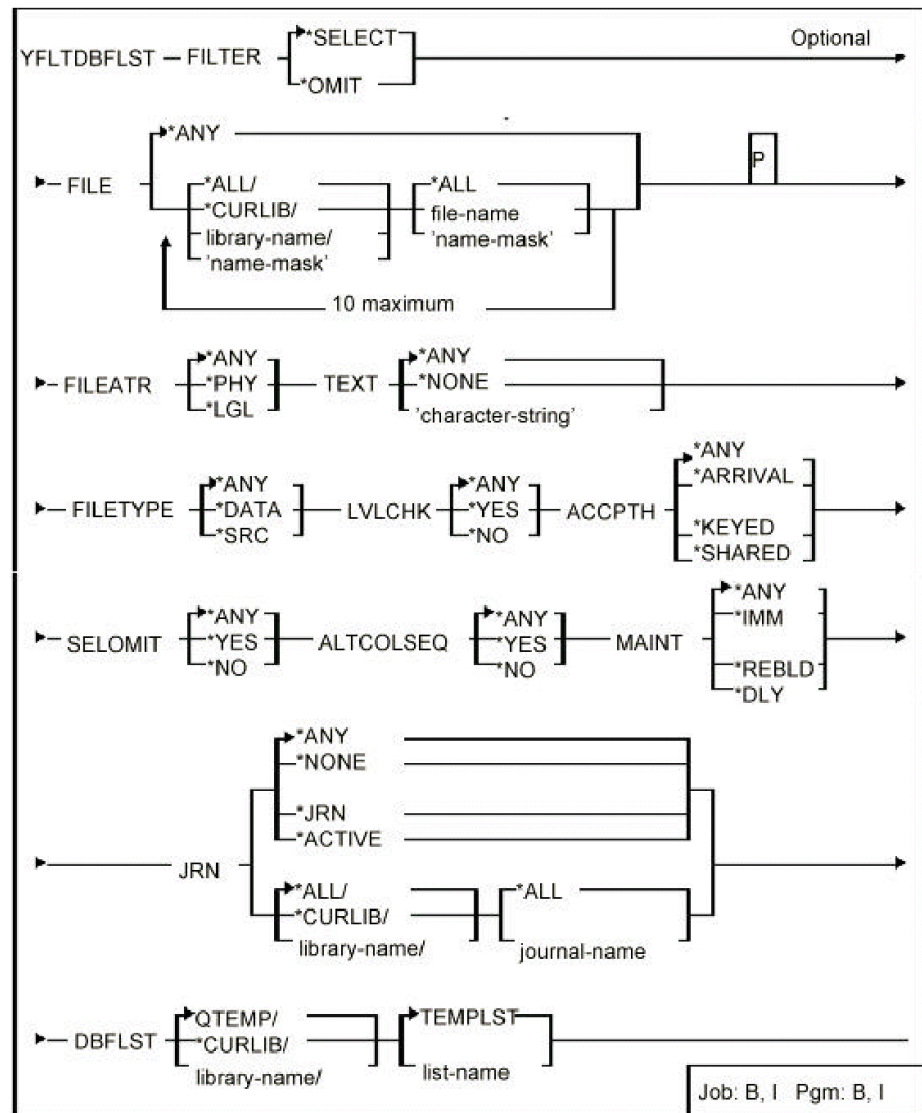 *SELECT
Optional
YFLTDBFLST FILTER
*OMIT
*ANY
P
FILE
*ALL/ *ALL
*CURLIB/ file-name
library-name/ 'name-mask'
'name-mask'
10 maximum
*ANY *ANY
FILEATR *PHY TEXT *NONE
*LGL 'character-string'
*ANY
*ANY *ANY *ARRIVAL
FILETYPE *DATA LVLCHK *YES ACCPTH
*SRC *NO *KEYED
*SHARED
*ANY
*ANY *ANY *IMM
SELOMIT *YES ALTCOLSEQ *YES MAINT
*NO *NO *REBLD
*DLY
*ANY
*NONE
*JRN
*ACTIVE
JRN
*ALL/ *ALL
*CURLIB/
library-name/ journal-name
QTEMP/ TEMPLST
DBFLST *CURLIB/
library-name/ list-name
Job: B, I Pgm: B, I